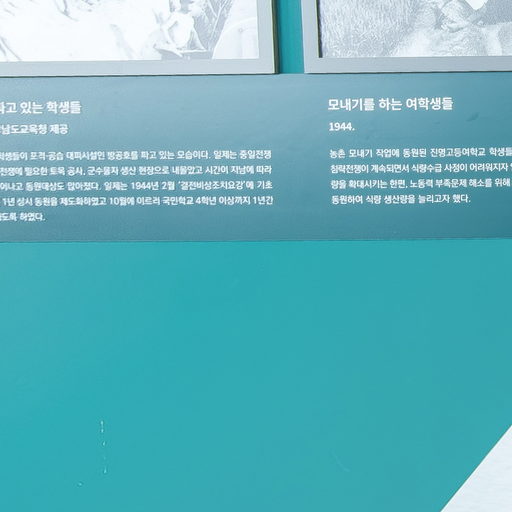 파고 있는 학생들
남도교육청 제공
학생들이 포격·공습 대피시설인 방공호를 파고 있는 모습이다. 일제는 중일전쟁
전쟁에 필요한 토목 공사, 군수물자 생산 현장으로 내몰았고 시간이 지남에 따라
어나고 동원대상도 많아졌다. 일제는 1944년 2월 '결전비상조치요강'에 기초
1년 상시 동원을 제도화하였고 10월에 이르러 국민학교 4학년 이상까지 1년간
도록 하였다.
모내기를 하는 여학생들
1944.
농촌 모내기 작업에 동원된 진명고등여학교 학생들
침략전쟁이 계속되면서 식량수급 사정이 어려워지자
량을 확대시키는 한편, 노동력 부족문제 해소를 위해
동원하여 식량 생산량을 늘리고자 했다.